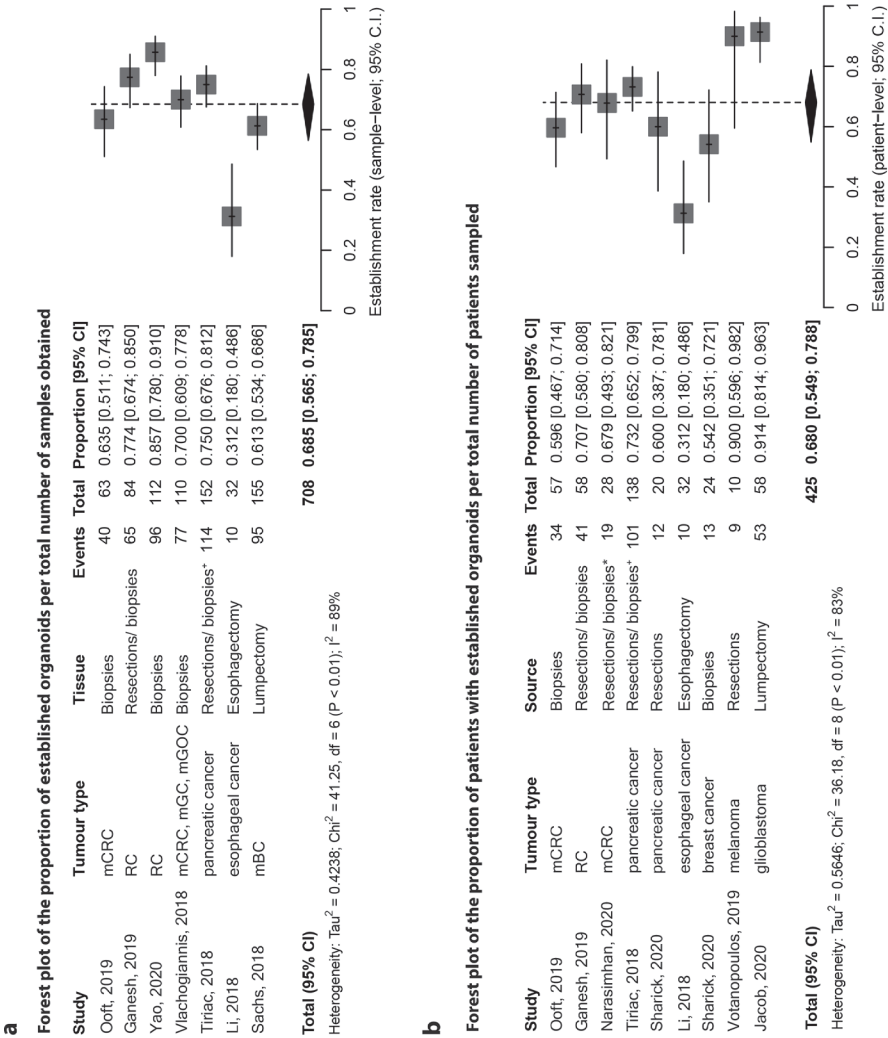 a
Forest plot of the proportion of established organoids per total number of samples obtained
Study Tumour type Tissue Events Total Proportion [95% CI]
Ooft, 2019 mCRC Biopsies 40 63 0.635 [0.511; 0.743]
Ganesh, 2019 RC Resections/ biopsies 65 84 0.774 [0.674; 0.850]
Yao, 2020 RC Biopsies 96 112 0.857 [0.780; 0.910]
Vlachogiannis, 2018 mCRC, mGC, mGOC Biopsies 77 110 0.700 [0.609; 0.778]
Tiriac, 2018 pancreatic cancer Resections/ biopsies⁺ 114 152 0.750 [0.676; 0.812]
Li, 2018 esophageal cancer Esophagectomy 10 32 0.312 [0.180; 0.486]
Sachs, 2018 mBC Lumpectomy 95 155 0.613 [0.534; 0.686]
Total (95% CI) 708 0.685 [0.565; 0.785]
Heterogeneity: Tau² = 0.4238; Chi² = 41.25, df = 6 (P < 0.01); I² = 89%
0 0.2 0.4 0.6 0.8 1
Establishment rate (sample−level; 95% C.I.)
b
Forest plot of the proportion of patients with established organoids per total number of patients sampled
Study Tumour type Source Events Total Proportion [95% CI]
Ooft, 2019 mCRC Biopsies 34 57 0.596 [0.467; 0.714]
Ganesh, 2019 RC Resections/ biopsies 41 58 0.707 [0.580; 0.808]
Narasimhan, 2020 mCRC Resections/ biopsies* 19 28 0.679 [0.493; 0.821]
Tiriac, 2018 pancreatic cancer Resections/ biopsies⁺ 101 138 0.732 [0.652; 0.799]
Sharick, 2020 pancreatic cancer Resections 12 20 0.600 [0.387; 0.781]
Li, 2018 esophageal cancer Esophagectomy 10 32 0.312 [0.180; 0.486]
Sharick, 2020 breast cancer Biopsies 13 24 0.542 [0.351; 0.721]
Votanopoulos, 2019 melanoma Resections 9 10 0.900 [0.596; 0.982]
Jacob, 2020 glioblastoma Lumpectomy 53 58 0.914 [0.814; 0.963]
Total (95% CI) 425 0.680 [0.549; 0.788]
Heterogeneity: Tau² = 0.5646; Chi² = 36.18, df = 8 (P < 0.01); I² = 83%
0 0.2 0.4 0.6 0.8 1
Establishment rate (patient−level; 95% C.I.)